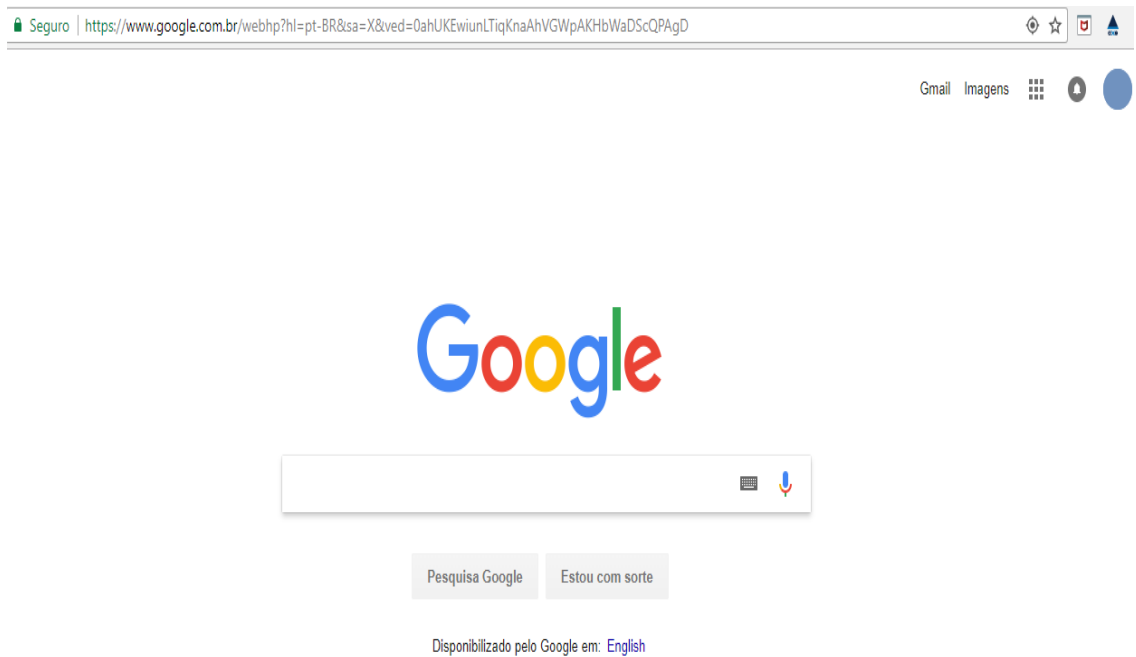 Seguro | https://www.google.com.br/webhp?hl=pt-BR&sa=X&ved=0ahUKEwiunLTiqKnaAhVGWpAKHbWaDScQPAgD
Gmail Imagens
Google
Pesquisa Google Estou com sorte
Disponibilizado pelo Google em: English